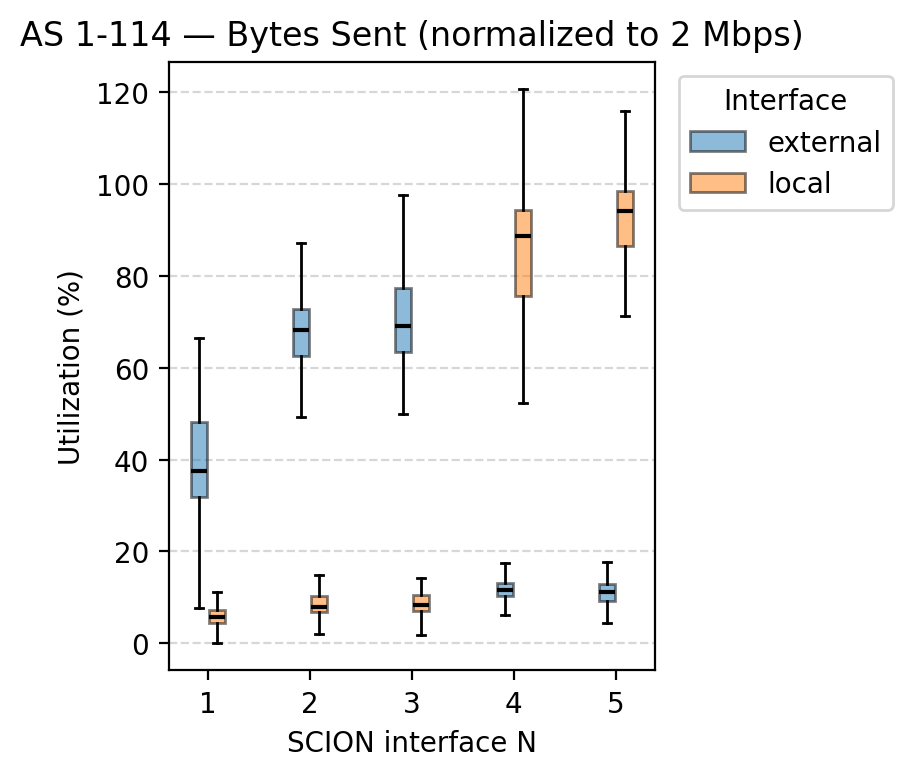 AS 1-114 — Bytes Sent (normalized to 2 Mbps)
Interface
external
local
Utilization (%)
120
100
80
60
40
20
0
1 2 3 4 5
SCION interface N